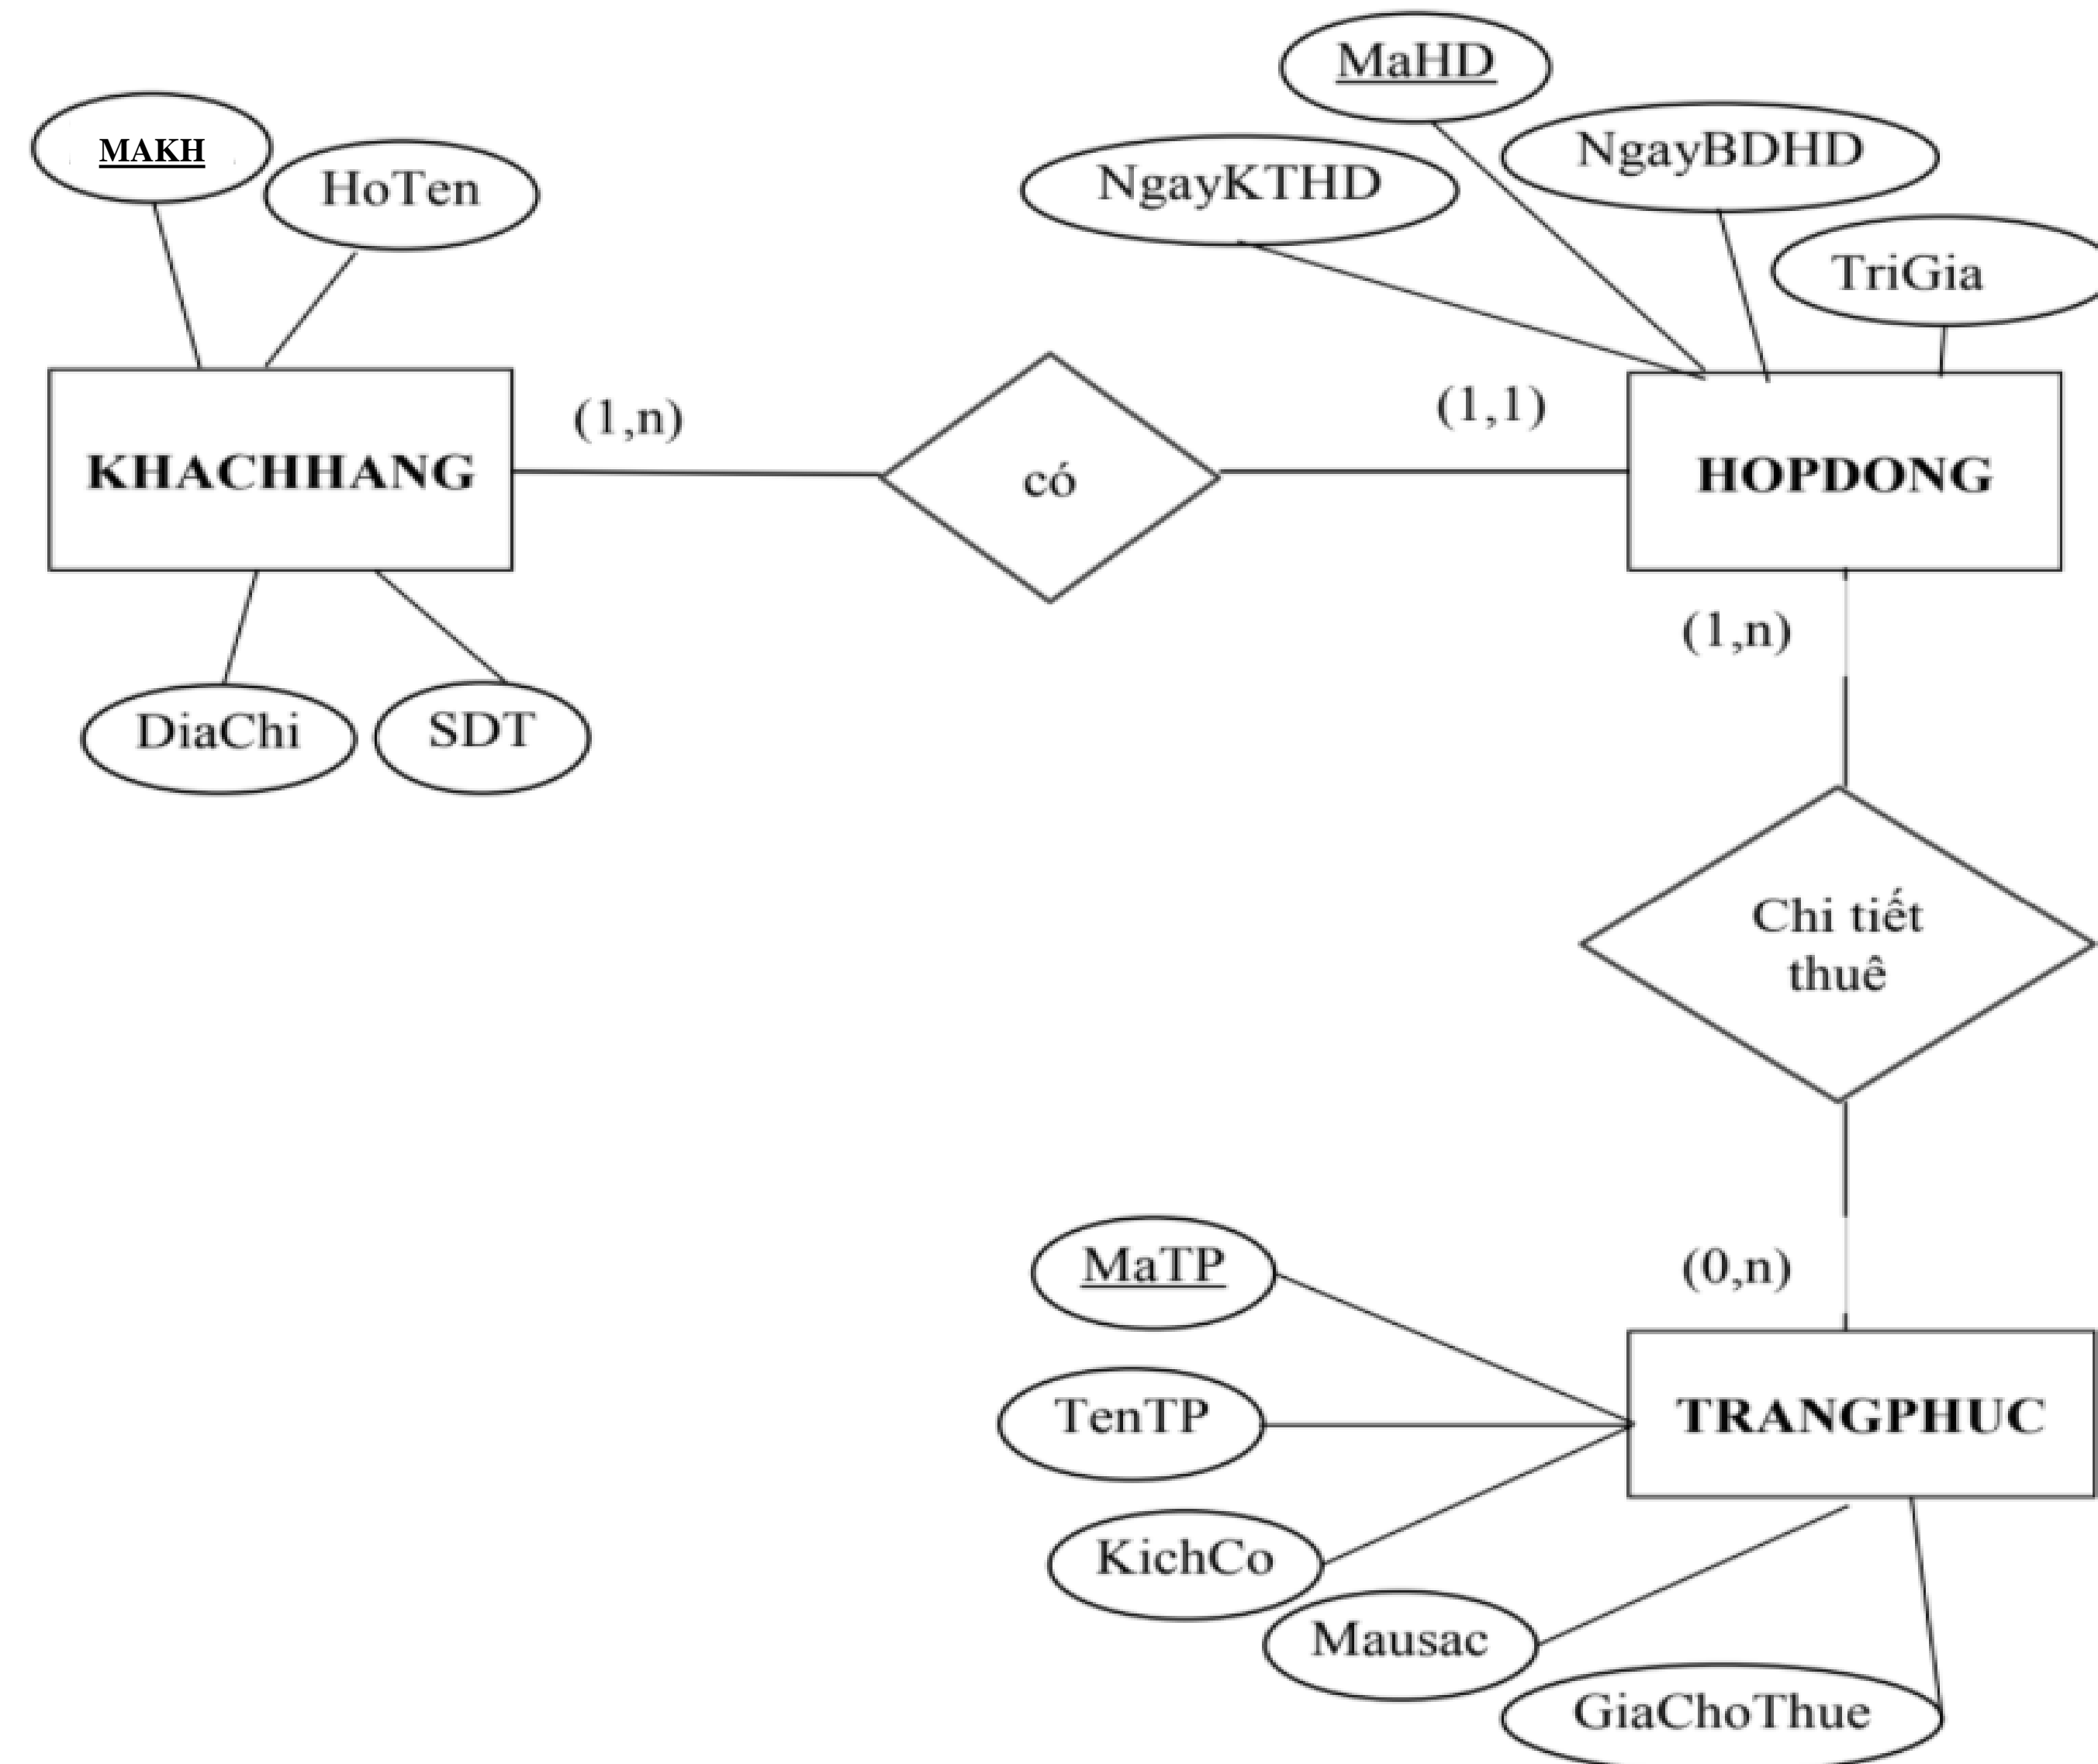 MaHD
MAKH
HoTen
NgayKTHD
NgayBDHD
TriGia
(1,n)
(1,1)
KHACHHANG
có
HOPDONG
(1,n)
DiaChi
SDT
Chi tiết
thuê
MaTP
(0,n)
TenTP
TRANGPHUC
KichCo
Mausac
GiaChoThue